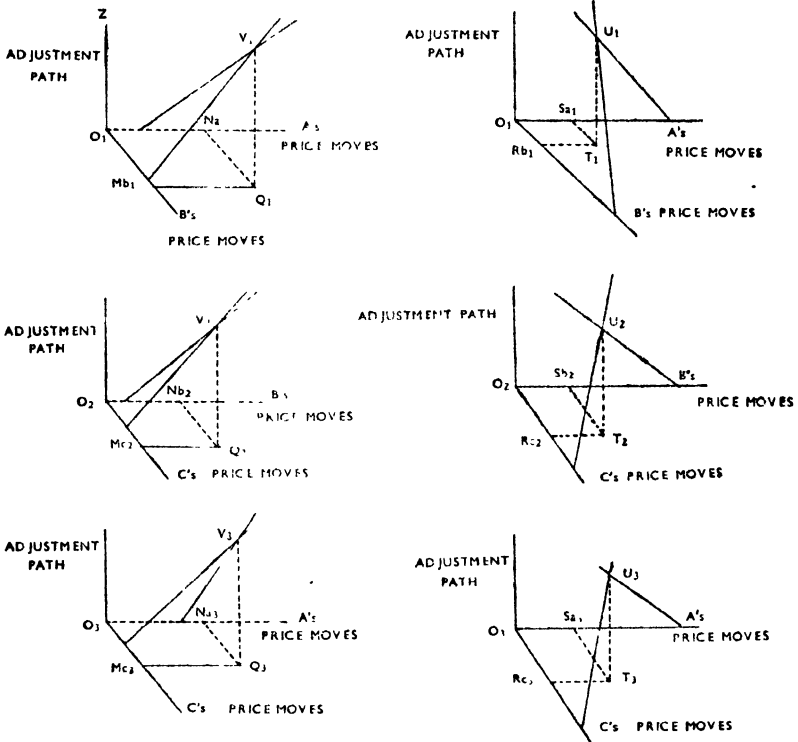 Z
ADJUSTMENT
PATH
V₁
O₁
Na
A's
PRICE MOVES
Mb₁
Q₁
B's
PRICE MOVES
ADJUSTMENT
PATH
U₁
O₁
Sa₁
A's
PRICE MOVES
Rb₁
T₁
B's PRICE MOVES
ADJUSTMENT
PATH
O₂
Nb₂
B's
PRICE MOVES
Mc₂
C's PRICE MOVES
ADJUSTMENT PATH
U₂
O₂
Sb₂
B's
PRICE MOVES
Rc₂
T₂
C's PRICE MOVES
ADJUSTMENT
PATH
V₃
O₃
Na₃
A's
PRICE MOVES
Mc₃
Q₃
C's PRICE MOVES
ADJUSTMENT
PATH
U₃
A's
PRICE MOVES
T₃
C's PRICE MOVES